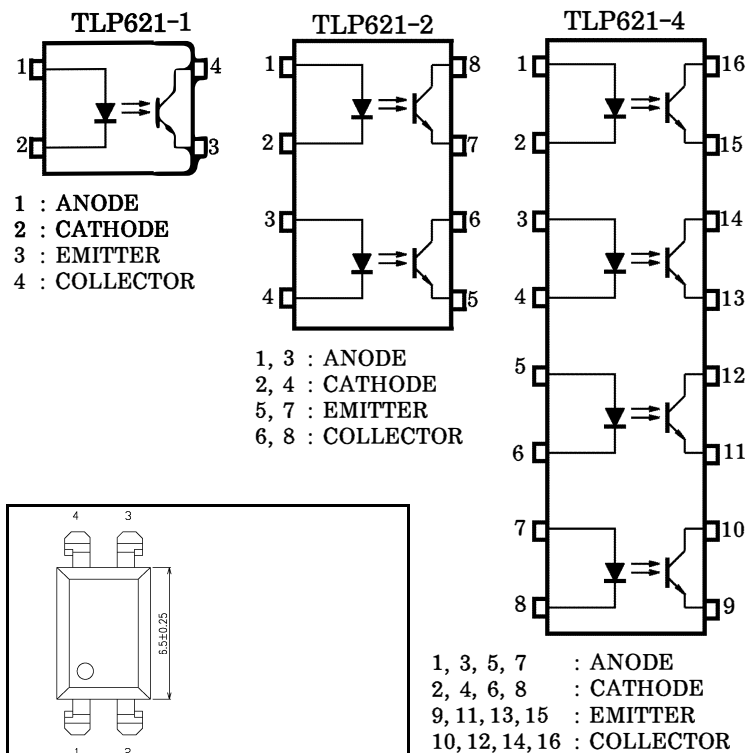 TLP621-1
1
4
2
3
1 : ANODE
2 : CATHODE
3 : EMITTER
4 : COLLECTOR
TLP621-2
1
8
2
7
3
6
4
5
1, 3 : ANODE
2, 4 : CATHODE
5, 7 : EMITTER
6, 8 : COLLECTOR
TLP621-4
1
16
2
15
3
14
4
13
5
12
6
11
7
10
8
9
1, 3, 5, 7 : ANODE
2, 4, 6, 8 : CATHODE
9, 11, 13, 15 : EMITTER
10, 12, 14, 16 : COLLECTOR
4
3
6.5±0.25
1
2